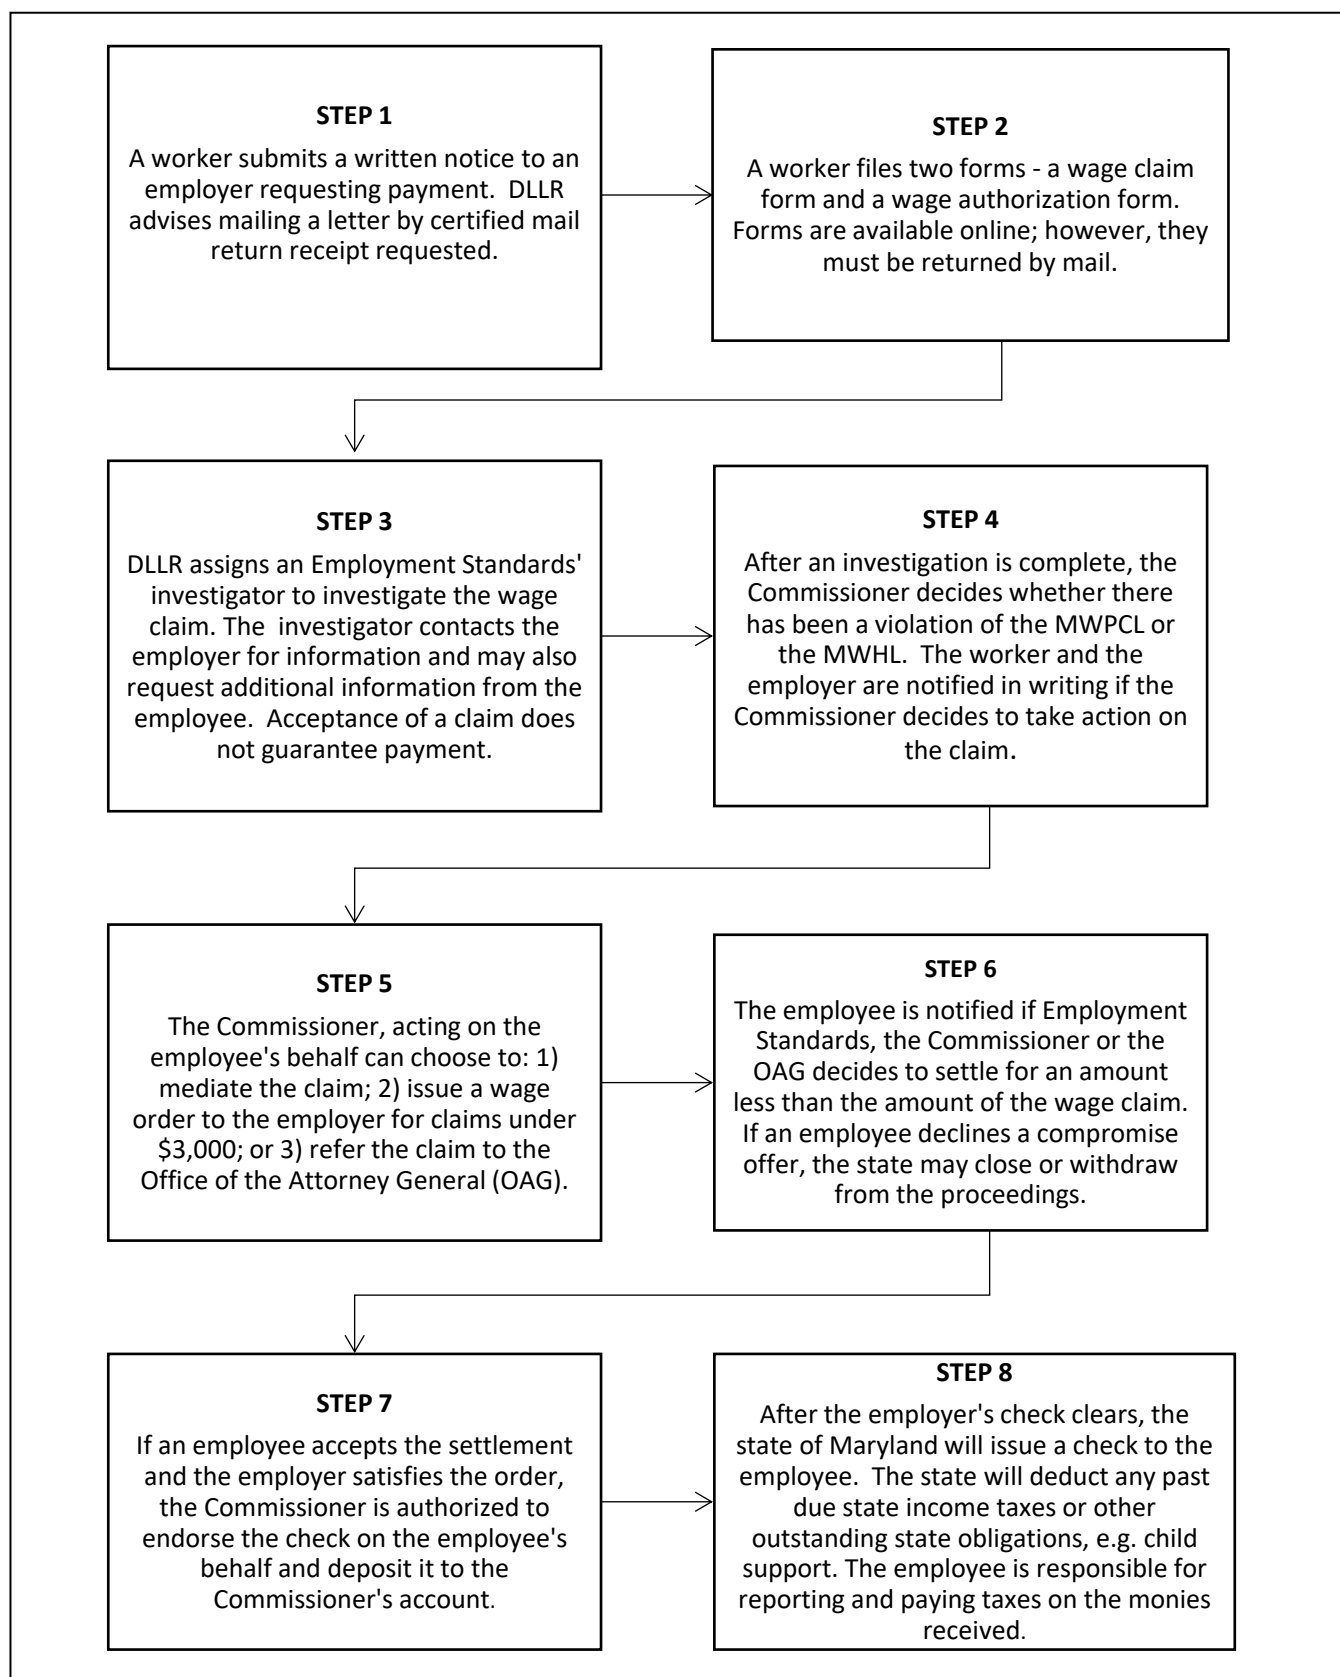 STEP 1
A worker submits a written notice to an
employer requesting payment.  DLLR
advises mailing a letter by certified mail
return receipt requested.
STEP 2
A worker files two forms - a wage claim
form and a wage authorization form.
Forms are available online; however, they
must be returned by mail.
STEP 3
DLLR assigns an Employment Standards'
investigator to investigate the wage
claim. The  investigator contacts the
employer for information and may also
request additional information from the
employee.  Acceptance of a claim does
not guarantee payment.
STEP 4
After an investigation is complete, the
Commissioner decides whether there
has been a violation of the MWPCL or
the MWHL.  The worker and the
employer are notified in writing if the
Commissioner decides to take action on
the claim.
STEP 5
The Commissioner, acting on the
employee's behalf can choose to: 1)
mediate the claim; 2) issue a wage
order to the employer for claims under
$3,000; or 3) refer the claim to the
Office of the Attorney General (OAG).
STEP 6
The employee is notified if Employment
Standards, the Commissioner or the
OAG decides to settle for an amount
less than the amount of the wage claim.
If an employee declines a compromise
offer, the state may close or withdraw
from the proceedings.
STEP 7
If an employee accepts the settlement
and the employer satisfies the order,
the Commissioner is authorized to
endorse the check on the employee's
behalf and deposit it to the
Commissioner's account.
STEP 8
After the employer's check clears, the
state of Maryland will issue a check to the
employee.  The state will deduct any past
due state income taxes or other
outstanding state obligations, e.g. child
support. The employee is responsible for
reporting and paying taxes on the monies
received.